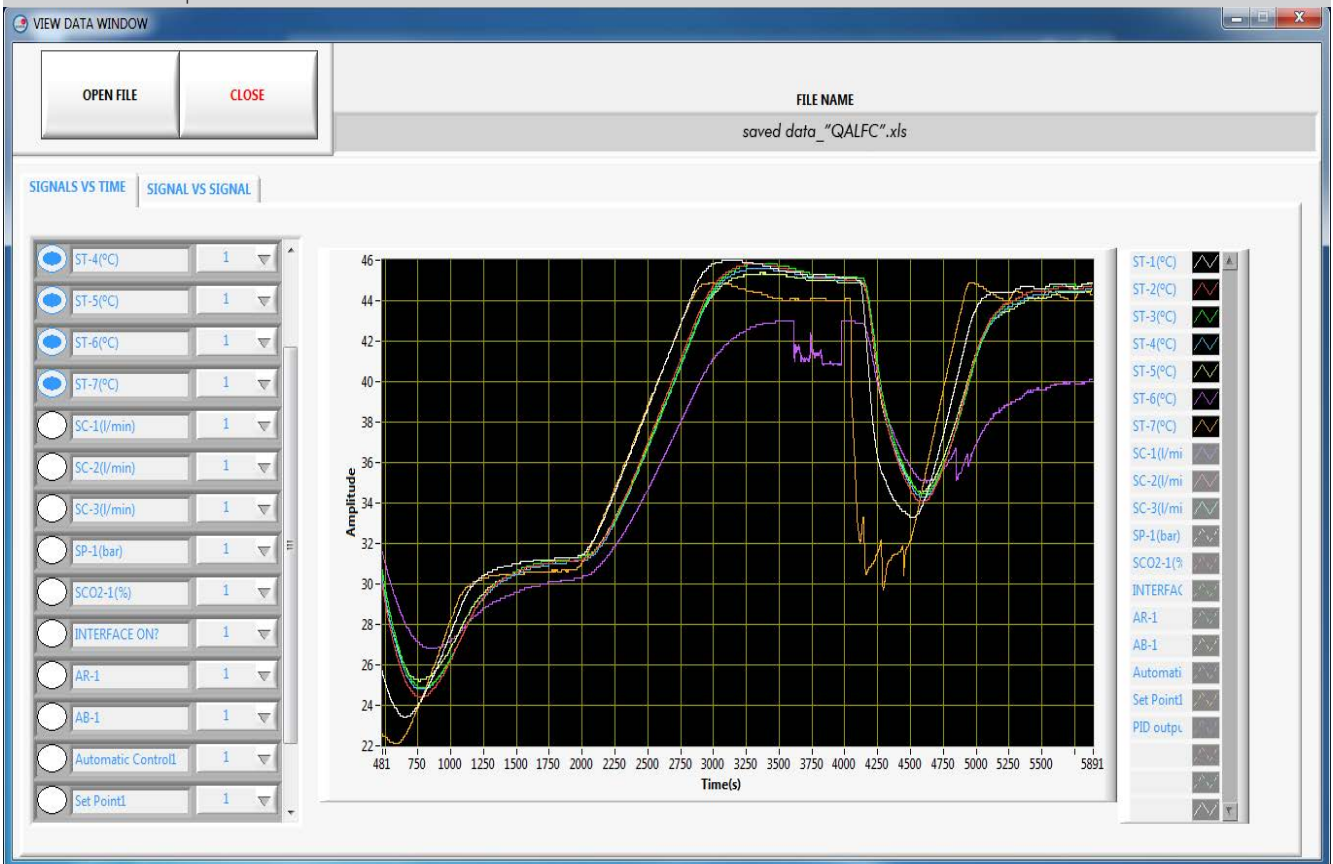 VIEW DATA WINDOW
OPEN FILE
CLOSE
FILE NAME
saved data_"QALFC".xls
SIGNALS VS TIME
SIGNAL VS SIGNAL
ST-4(ºC) 1
ST-5(ºC) 1
ST-6(ºC) 1
ST-7(ºC) 1
SC-1(l/min) 1
SC-2(l/min) 1
SC-3(l/min) 1
SP-1(bar) 1
SCO2-1(%) 1
INTERFACE ON? 1
AR-1 1
AB-1 1
Automatic Control1 1
Set Point1 1
Amplitude
46
44
42
40
38
36
34
32
30
28
26
24
22
481 750 1000 1250 1500 1750 2000 2250 2500 2750 3000 3250 3500 3750 4000 4250 4500 4750 5000 5250 5500 5891
Time(s)
ST-1(ºC)
ST-2(ºC)
ST-3(ºC)
ST-4(ºC)
ST-5(ºC)
ST-6(ºC)
ST-7(ºC)
SC-1(l/mi
SC-2(l/mi
SC-3(l/mi
SP-1(bar)
SCO2-1(%
INTERFAC
AR-1
AB-1
Automati
Set Point1
PID outpu